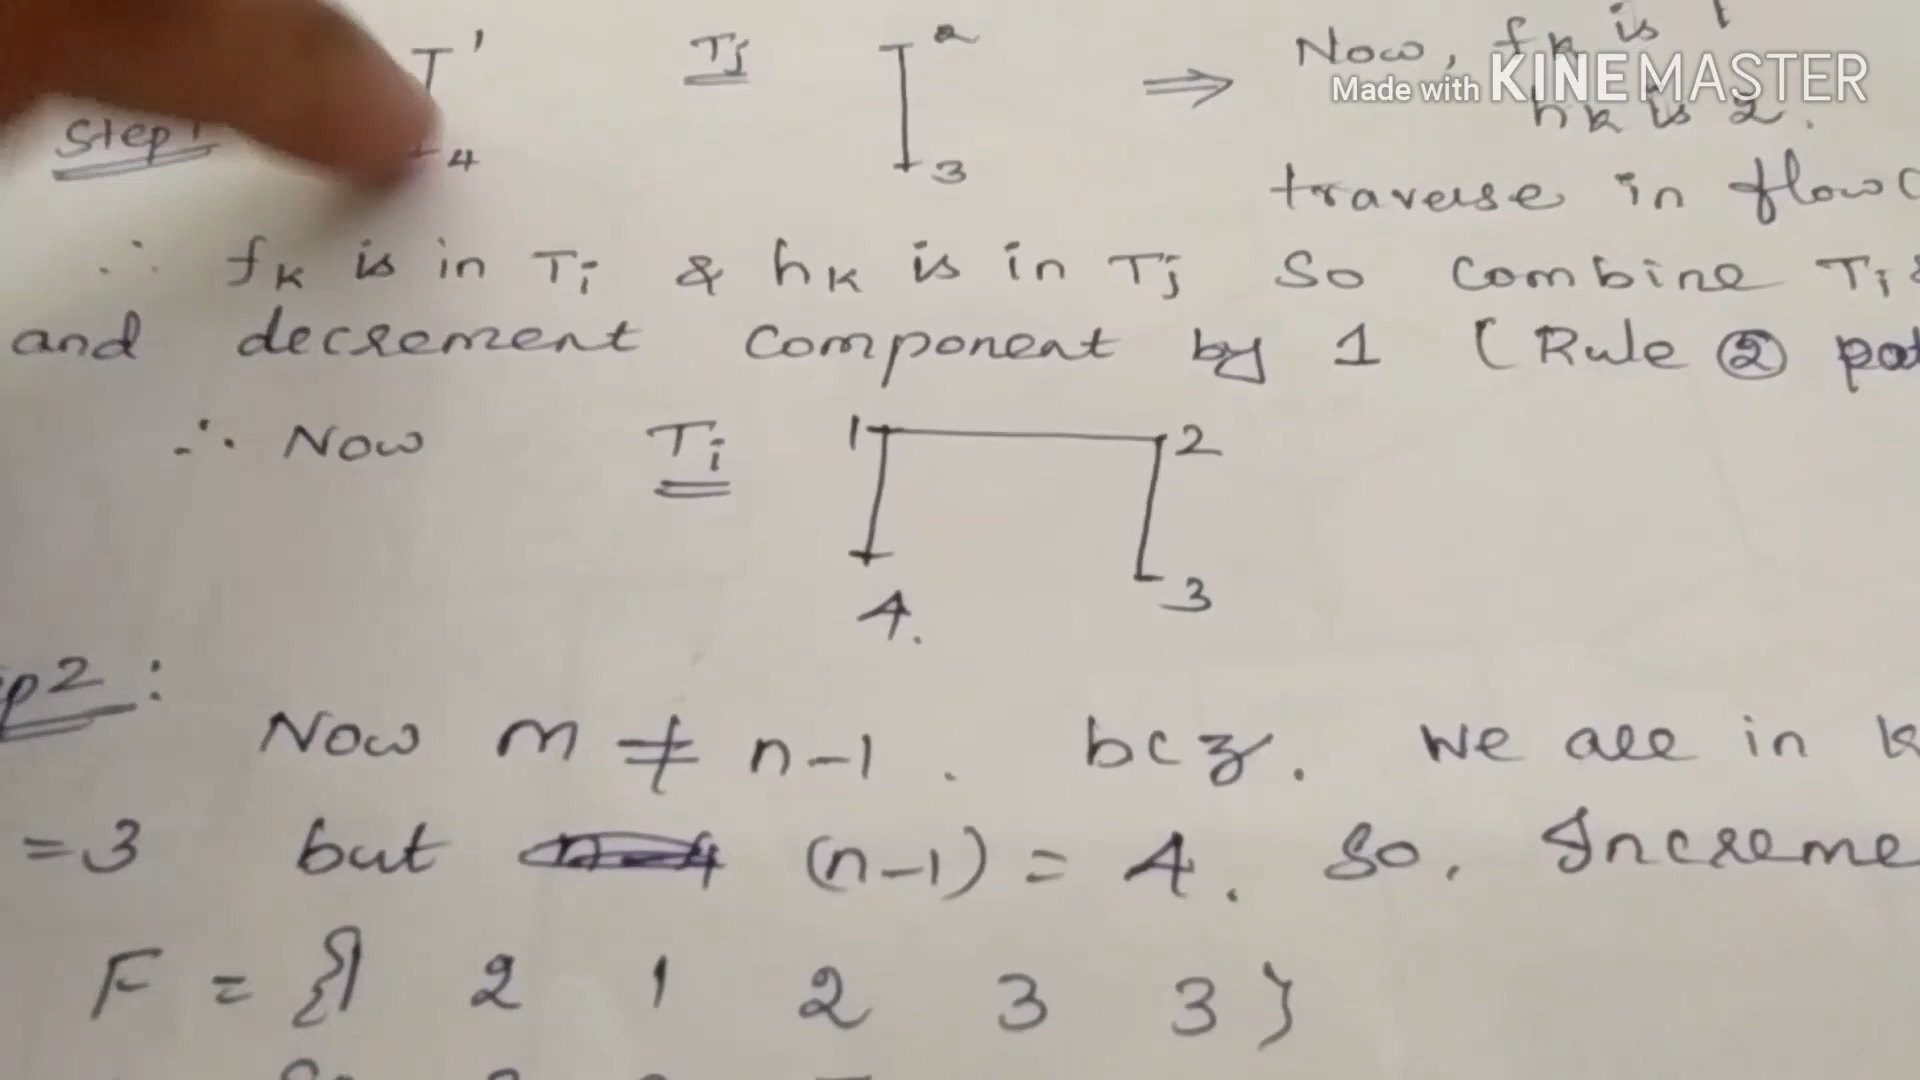 1 Tj 2 ⇒ Now, fk is 1
Made with KINEMASTER
Step 1 4 3 hk is 2.
traverse in flow
∴ fk is in Ti & hk is in Tj So combine Ti &
and decrement component by 1 (Rule ②
∴ Now Ti 1 2
4. 3
p2:
Now m ≠ n-1. bcz. We are in k
=3 but (n-1) = 4. So, Increme
F = {1 2 1 2 3 3}